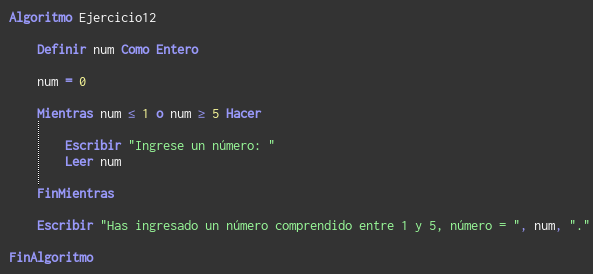 Algoritmo Ejercicio12
Definir num Como Entero
num = 0
Mientras num ≤ 1 o num ≥ 5 Hacer
Escribir "Ingrese un número: "
Leer num
FinMientras
Escribir "Has ingresado un número comprendido entre 1 y 5, número = ", num, "."
FinAlgoritmo